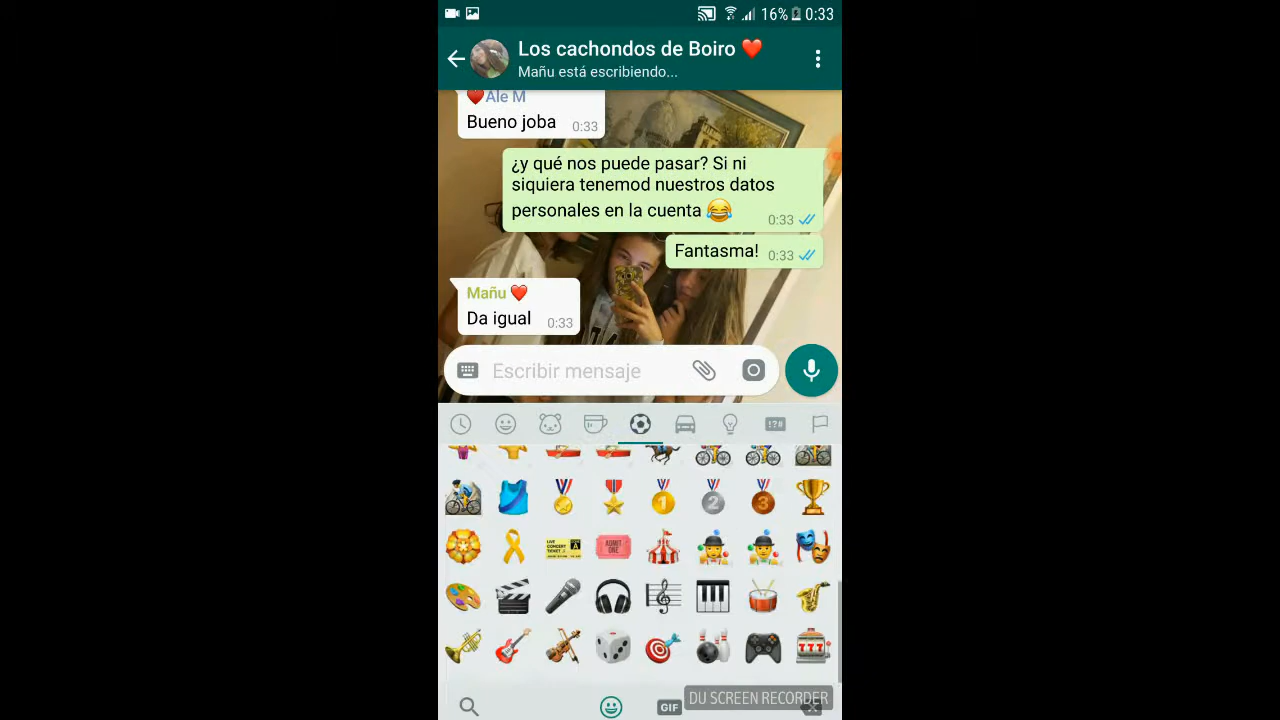 16% 0:33
Los cachondos de Boiro ❤️
Mañu está escribiendo...
❤️Ale M
Bueno joba 0:33
¿y qué nos puede pasar? Si ni
siquiera tenemod nuestros datos
personales en la cuenta 😂 0:33
Fantasma! 0:33
Mañu ❤️
Da igual 0:33
Escribir mensaje
!?#
ADMIT
ONE
GIF
DU SCREEN RECORDER